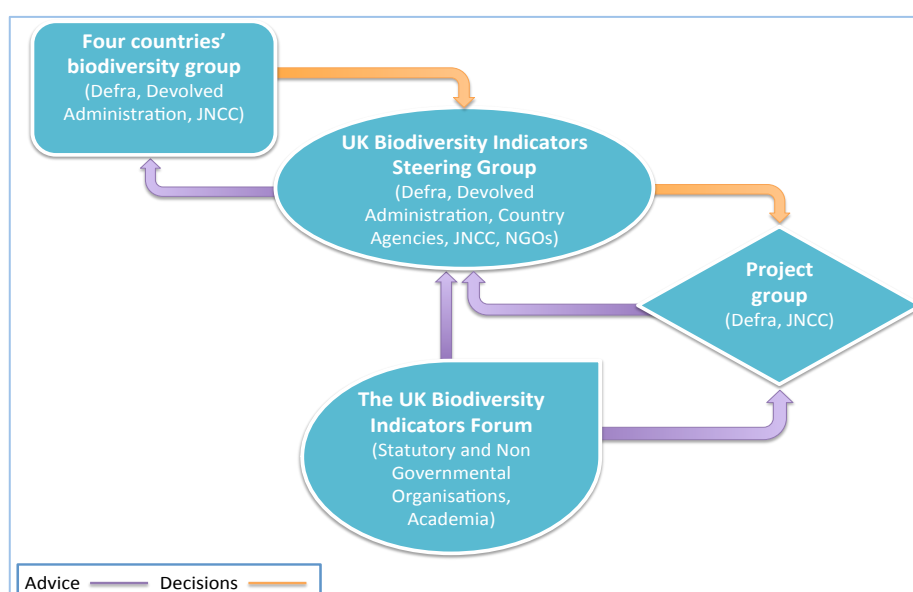 Four countries’
biodiversity group
(Defra, Devolved
Administration, JNCC)
UK Biodiversity Indicators
Steering Group
(Defra, Devolved
Administration, Country
Agencies, JNCC, NGOs)
Project
group
(Defra, JNCC)
The UK Biodiversity
Indicators Forum
(Statutory and Non
Governmental
Organisations,
Academia)
Advice Decisions